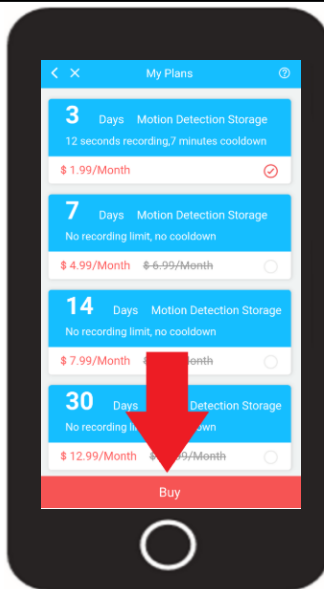 My Plans
3 Days Motion Detection Storage
12 seconds recording,7 minutes cooldown
$ 1.99/Month
7 Days Motion Detection Storage
No recording limit, no cooldown
$ 4.99/Month $ 6.99/Month
14 Days Motion Detection Storage
No recording limit, no cooldown
$ 7.99/Month
30 Days Detection Storage
No recording
$ 12.99/Month
Buy